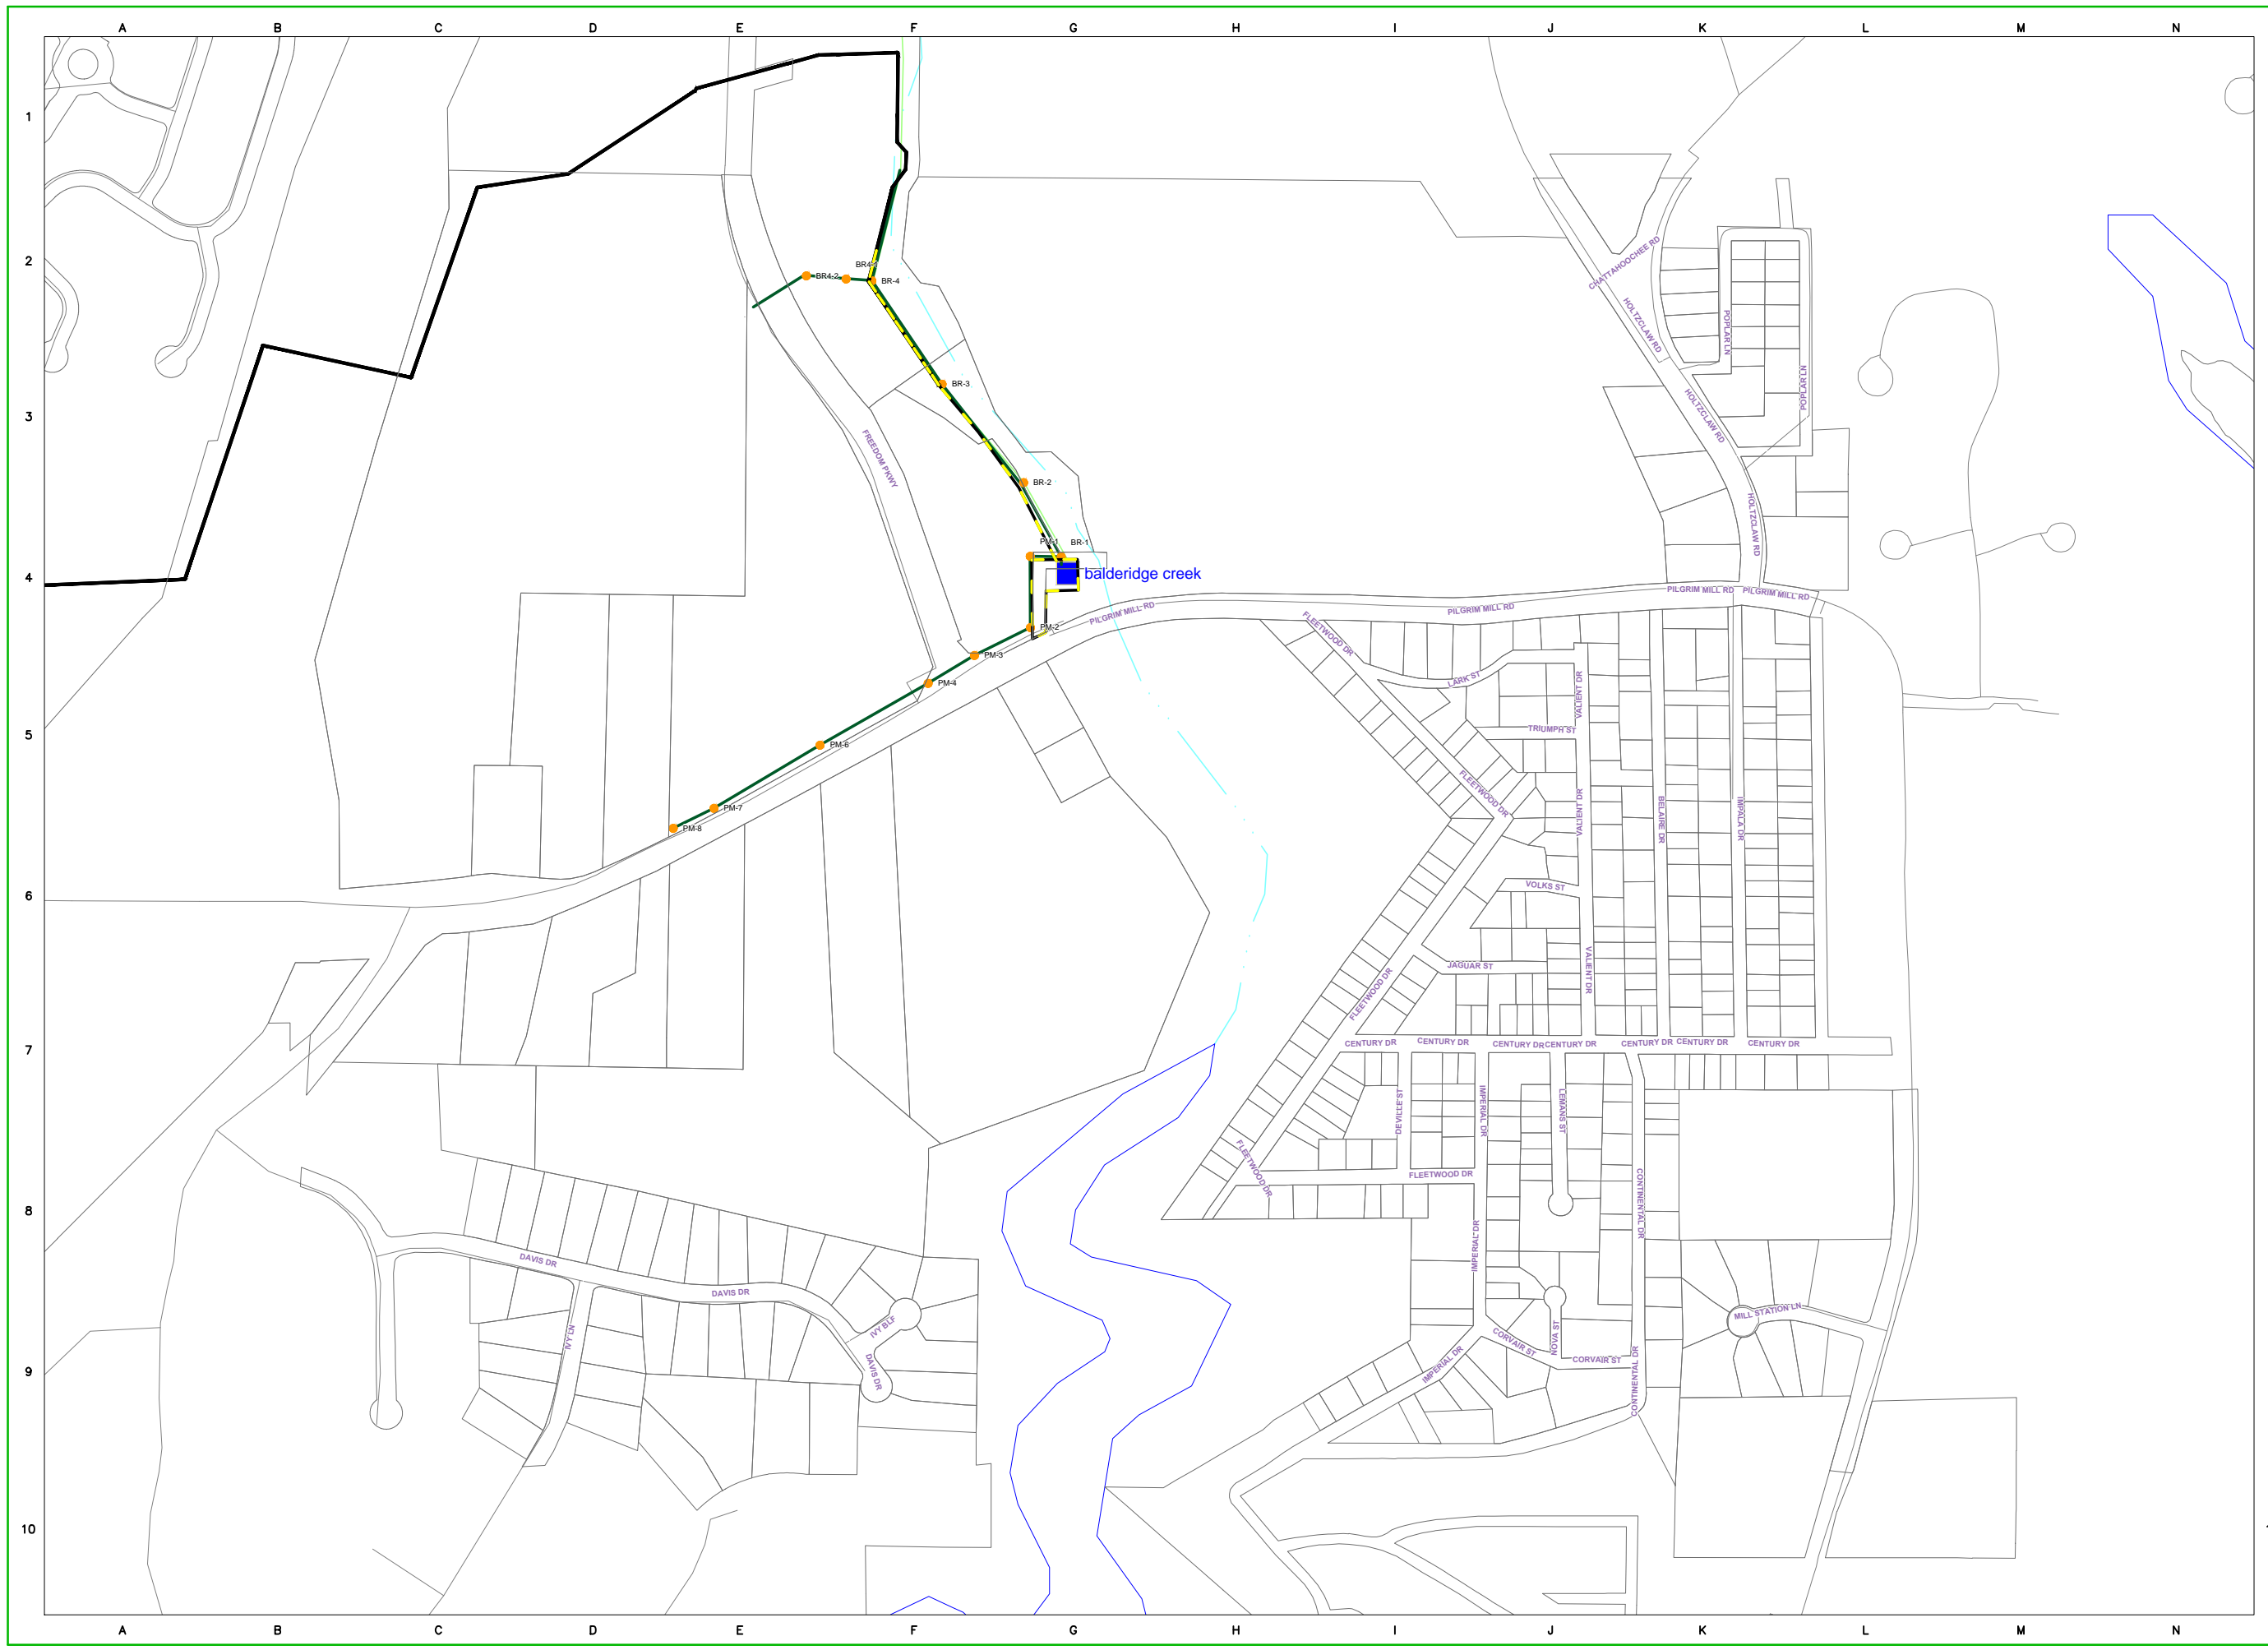 A B C D E F G H I J K L M N
1
2
3
4
5
6
7
8
9
10
BR4-2
BR-4
BR-3
BR-2
PM-1
BR-1
balderidge creek
PM-2
PM-3
PM-4
PM-6
PM-7
PM-8
FREEDOM PKWY
CHATTAHOOCHEE RD
HOLTZCLAW RD
POPLAR LN
POPLAR LN
HOLTZCLAW RD
HOLTZCLAW RD
PILGRIM MILL RD
PILGRIM MILL RD
PILGRIM MILL RD
PILGRIM MILL RD
FLEETWOOD DR
LARK ST
VALIENT DR
TRIUMPH ST
FLEETWOOD DR
VALIENT DR
BELAIRE DR
IMPALA DR
VOLKS ST
JAGUAR ST
VALIENT DR
FLEETWOOD DR
CENTURY DR
CENTURY DR
CENTURY DR
CENTURY DR
CENTURY DR
CENTURY DR
CENTURY DR
DEVILLE ST
IMPERIAL DR
LEMANS ST
FLEETWOOD DR
FLEETWOOD DR
CONTINENTAL DR
IMPERIAL DR
DAVIS DR
DAVIS DR
IVY LN
IVY BLF
DAVIS DR
MILL STATION LN
NOVA ST
CORVAIR ST
CORVAIR ST
IMPERIAL DR
CONTINENTAL DR
A B C D E F G H I J K L M N